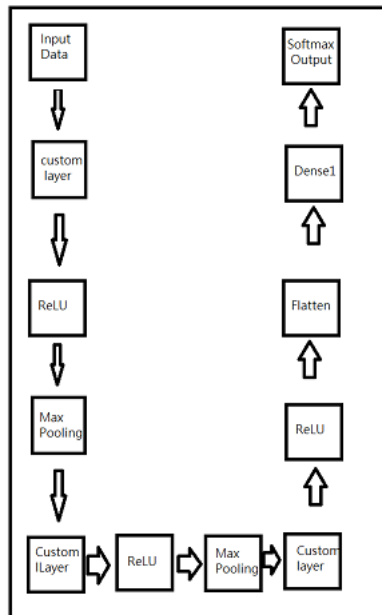 Input
Data
custom
layer
ReLU
Max
Pooling
Custom
lLayer
ReLU
Max
Pooling
Custom
layer
ReLU
Flatten
Dense1
Softmax
Output